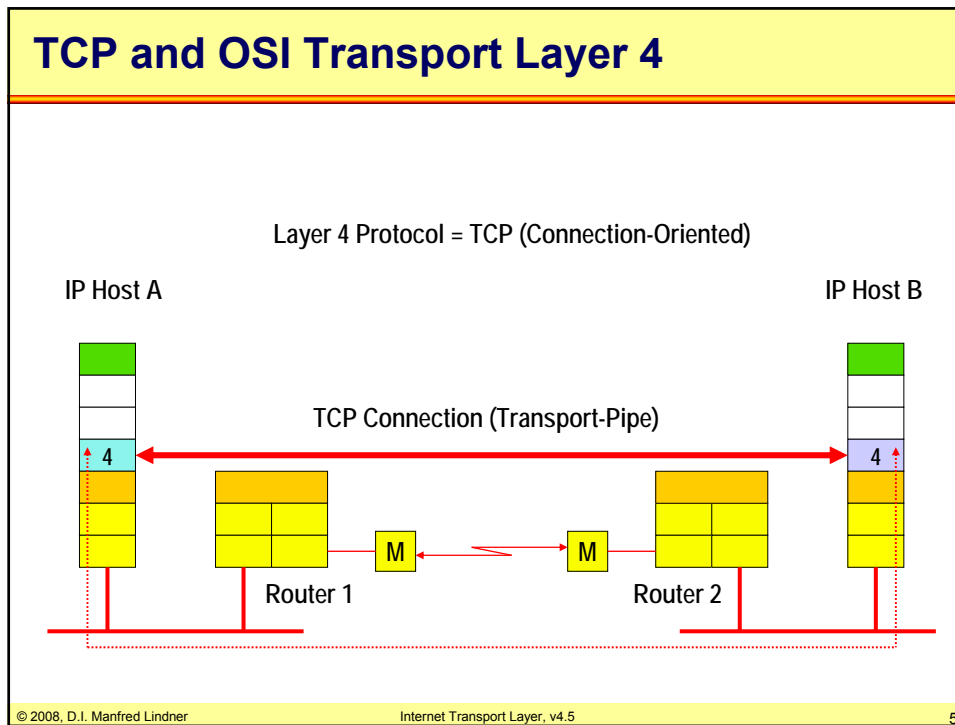 TCP and OSI Transport Layer 4
Layer 4 Protocol = TCP (Connection-Oriented)
IP Host A
IP Host B
TCP Connection (Transport-Pipe)
4
4
M
M
Router 1
Router 2
© 2008, D.I. Manfred Lindner
Internet Transport Layer, v4.5
5